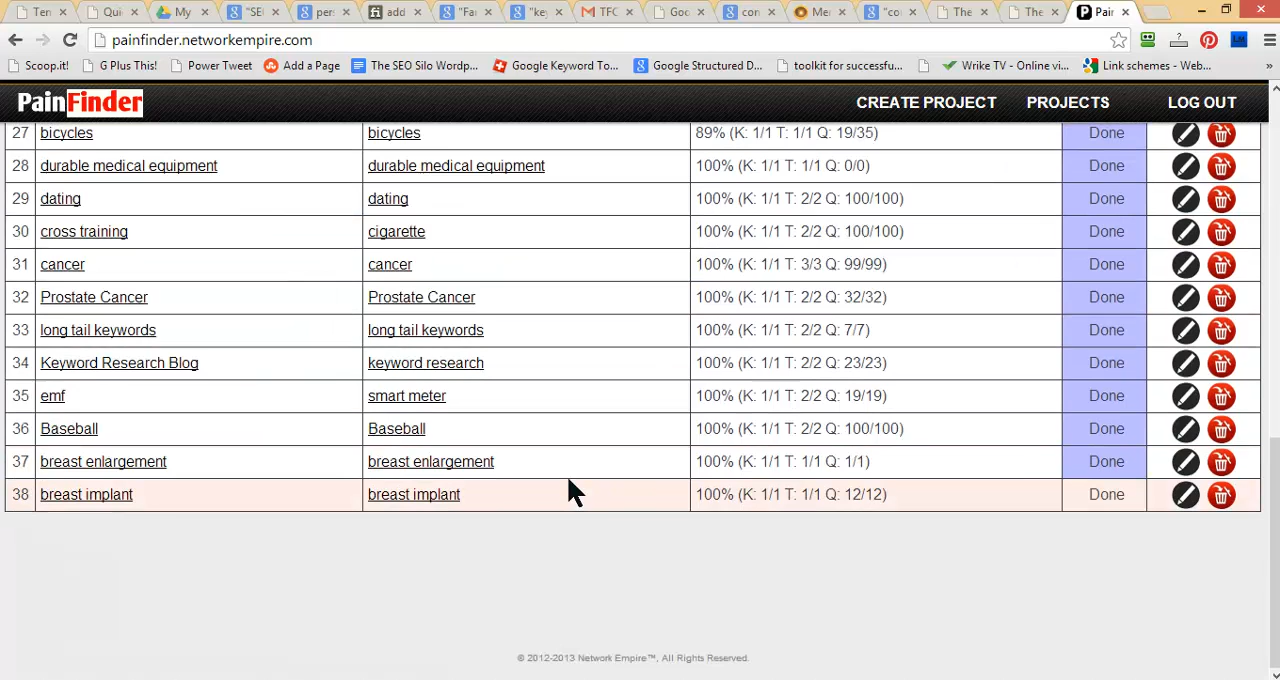 Ten
Quic
My
"SE
pers
add
"Fa
"key
TFC
Goo
con
Mer
"co
The
The
Pain
painfinder.networkempire.com
Scoop.it!
G Plus This!
Power Tweet
Add a Page
The SEO Silo Wordp...
Google Keyword To...
Google Structured D...
toolkit for successfu...
Wrike TV - Online vi...
Link schemes - Web...
»
PainFinder CREATE PROJECT PROJECTS LOG OUT
27 bicycles bicycles 89% (K: 1/1 T: 1/1 Q: 19/35) Done
28 durable medical equipment durable medical equipment 100% (K: 1/1 T: 1/1 Q: 0/0) Done
29 dating dating 100% (K: 1/1 T: 2/2 Q: 100/100) Done
30 cross training cigarette 100% (K: 1/1 T: 2/2 Q: 100/100) Done
31 cancer cancer 100% (K: 1/1 T: 3/3 Q: 99/99) Done
32 Prostate Cancer Prostate Cancer 100% (K: 1/1 T: 2/2 Q: 32/32) Done
33 long tail keywords long tail keywords 100% (K: 1/1 T: 2/2 Q: 7/7) Done
34 Keyword Research Blog keyword research 100% (K: 1/1 T: 2/2 Q: 23/23) Done
35 emf smart meter 100% (K: 1/1 T: 2/2 Q: 19/19) Done
36 Baseball Baseball 100% (K: 1/1 T: 2/2 Q: 100/100) Done
37 breast enlargement breast enlargement 100% (K: 1/1 T: 1/1 Q: 1/1) Done
38 breast implant breast implant 100% (K: 1/1 T: 1/1 Q: 12/12) Done
© 2012-2013 Network Empire™, All Rights Reserved.